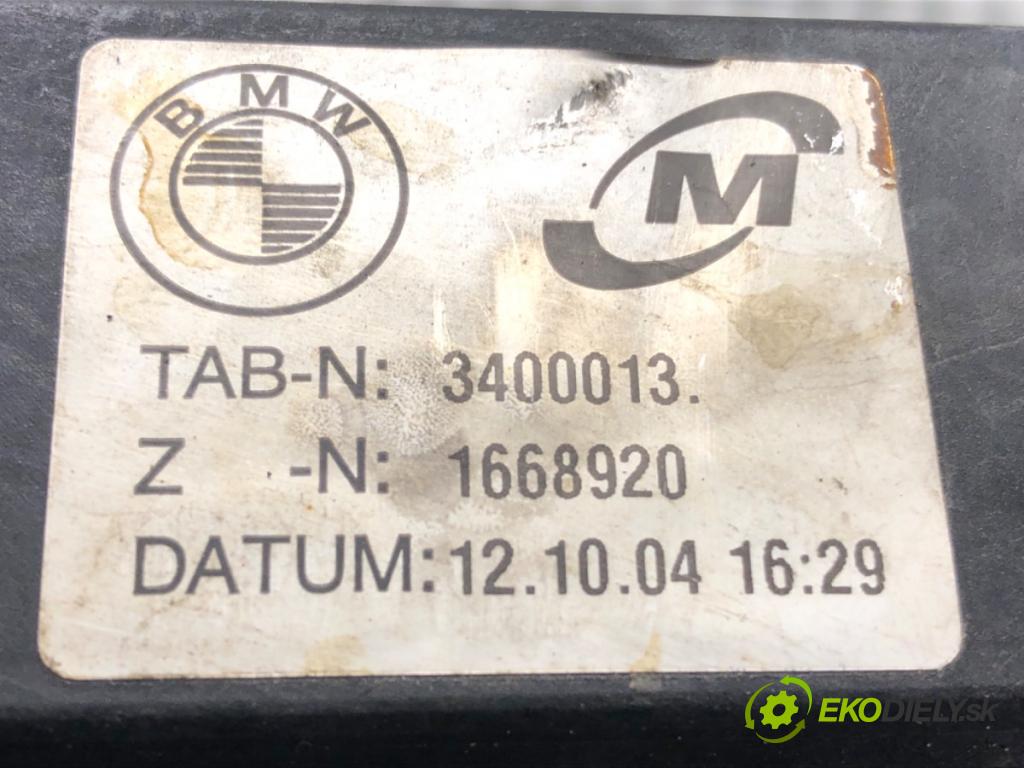 BMW M
TAB-N: 3400013.
Z -N: 1668920
DATUM: 12.10.04 16:29
EKODIELY.sk